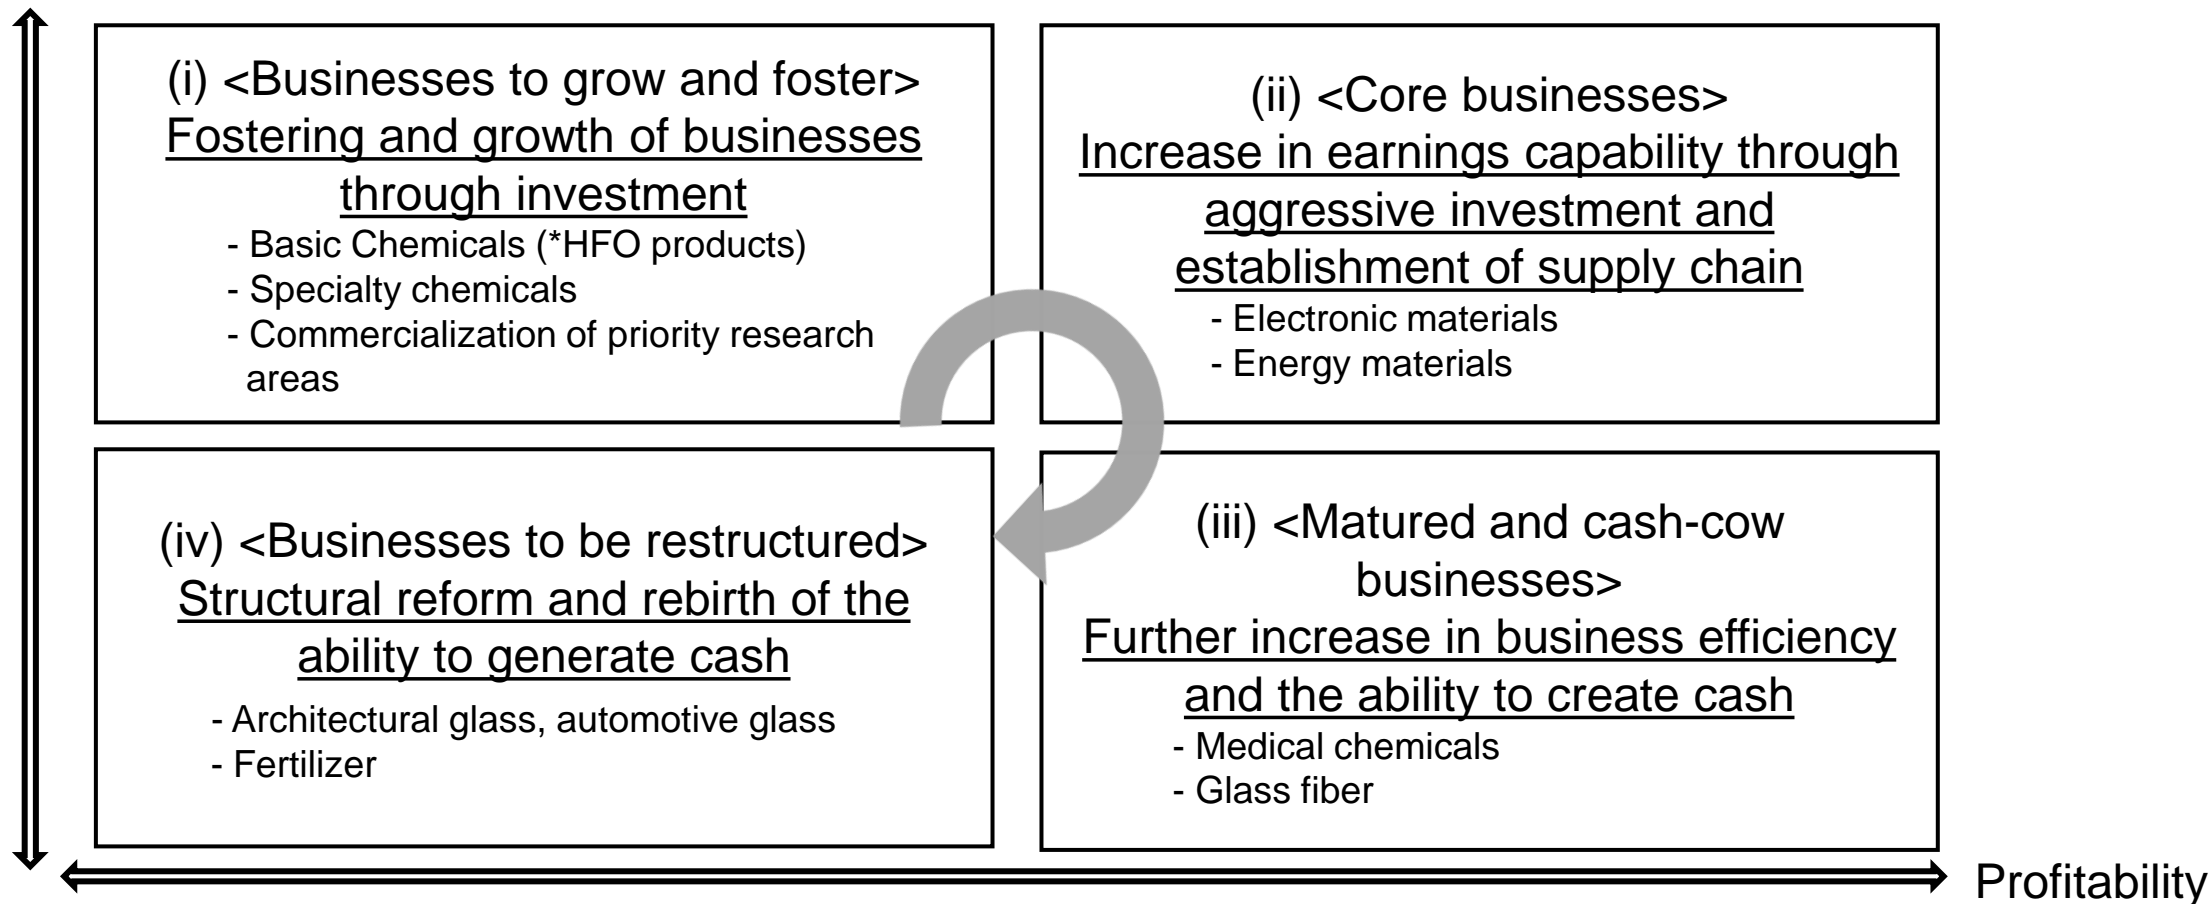 (i) <Businesses to grow and foster>
Fostering and growth of businesses
through investment
- Basic Chemicals (*HFO products)
- Specialty chemicals
- Commercialization of priority research
areas
(ii) <Core businesses>
Increase in earnings capability through
aggressive investment and
establishment of supply chain
- Electronic materials
- Energy materials
(iv) <Businesses to be restructured>
Structural reform and rebirth of the
ability to generate cash
- Architectural glass, automotive glass
- Fertilizer
(iii) <Matured and cash-cow
businesses>
Further increase in business efficiency
and the ability to create cash
- Medical chemicals
- Glass fiber
Profitability